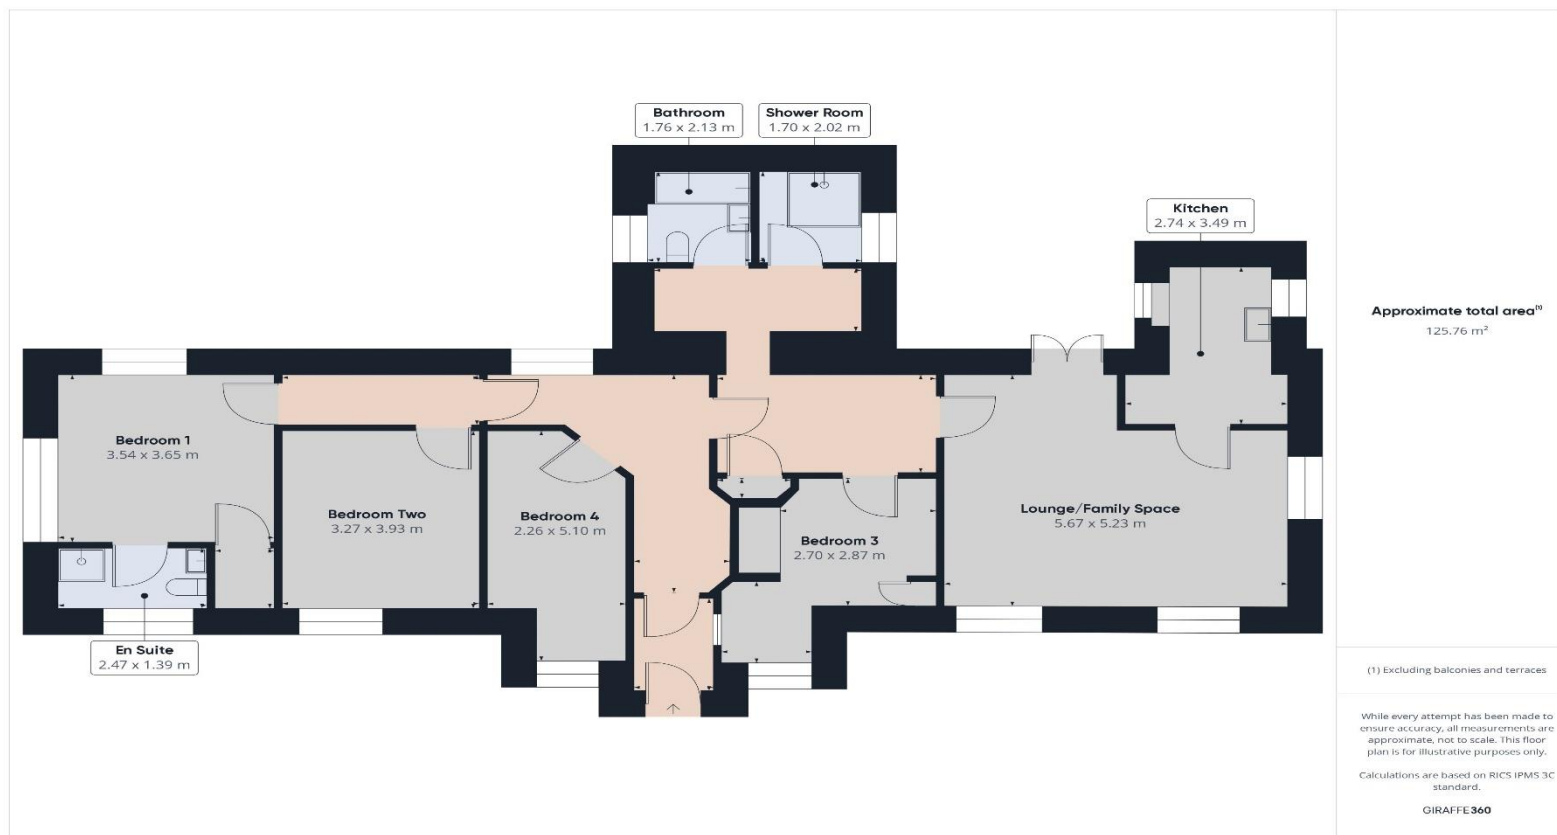 Bathroom
1.76 x 2.13 m
Shower Room
1.70 x 2.02 m
Kitchen
2.74 x 3.49 m
Bedroom 1
3.54 x 3.65 m
Bedroom Two
3.27 x 3.93 m
Bedroom 4
2.26 x 5.10 m
Bedroom 3
2.70 x 2.87 m
Lounge/Family Space
5.67 x 5.23 m
En Suite
2.47 x 1.39 m
Approximate total area⁽¹⁾
125.76 m²
(1) Excluding balconies and terraces
While every attempt has been made to
ensure accuracy, all measurements are
approximate, not to scale. This floor
plan is for illustrative purposes only.
Calculations are based on RICS IPMS 3C
standard.
GIRAFFE360